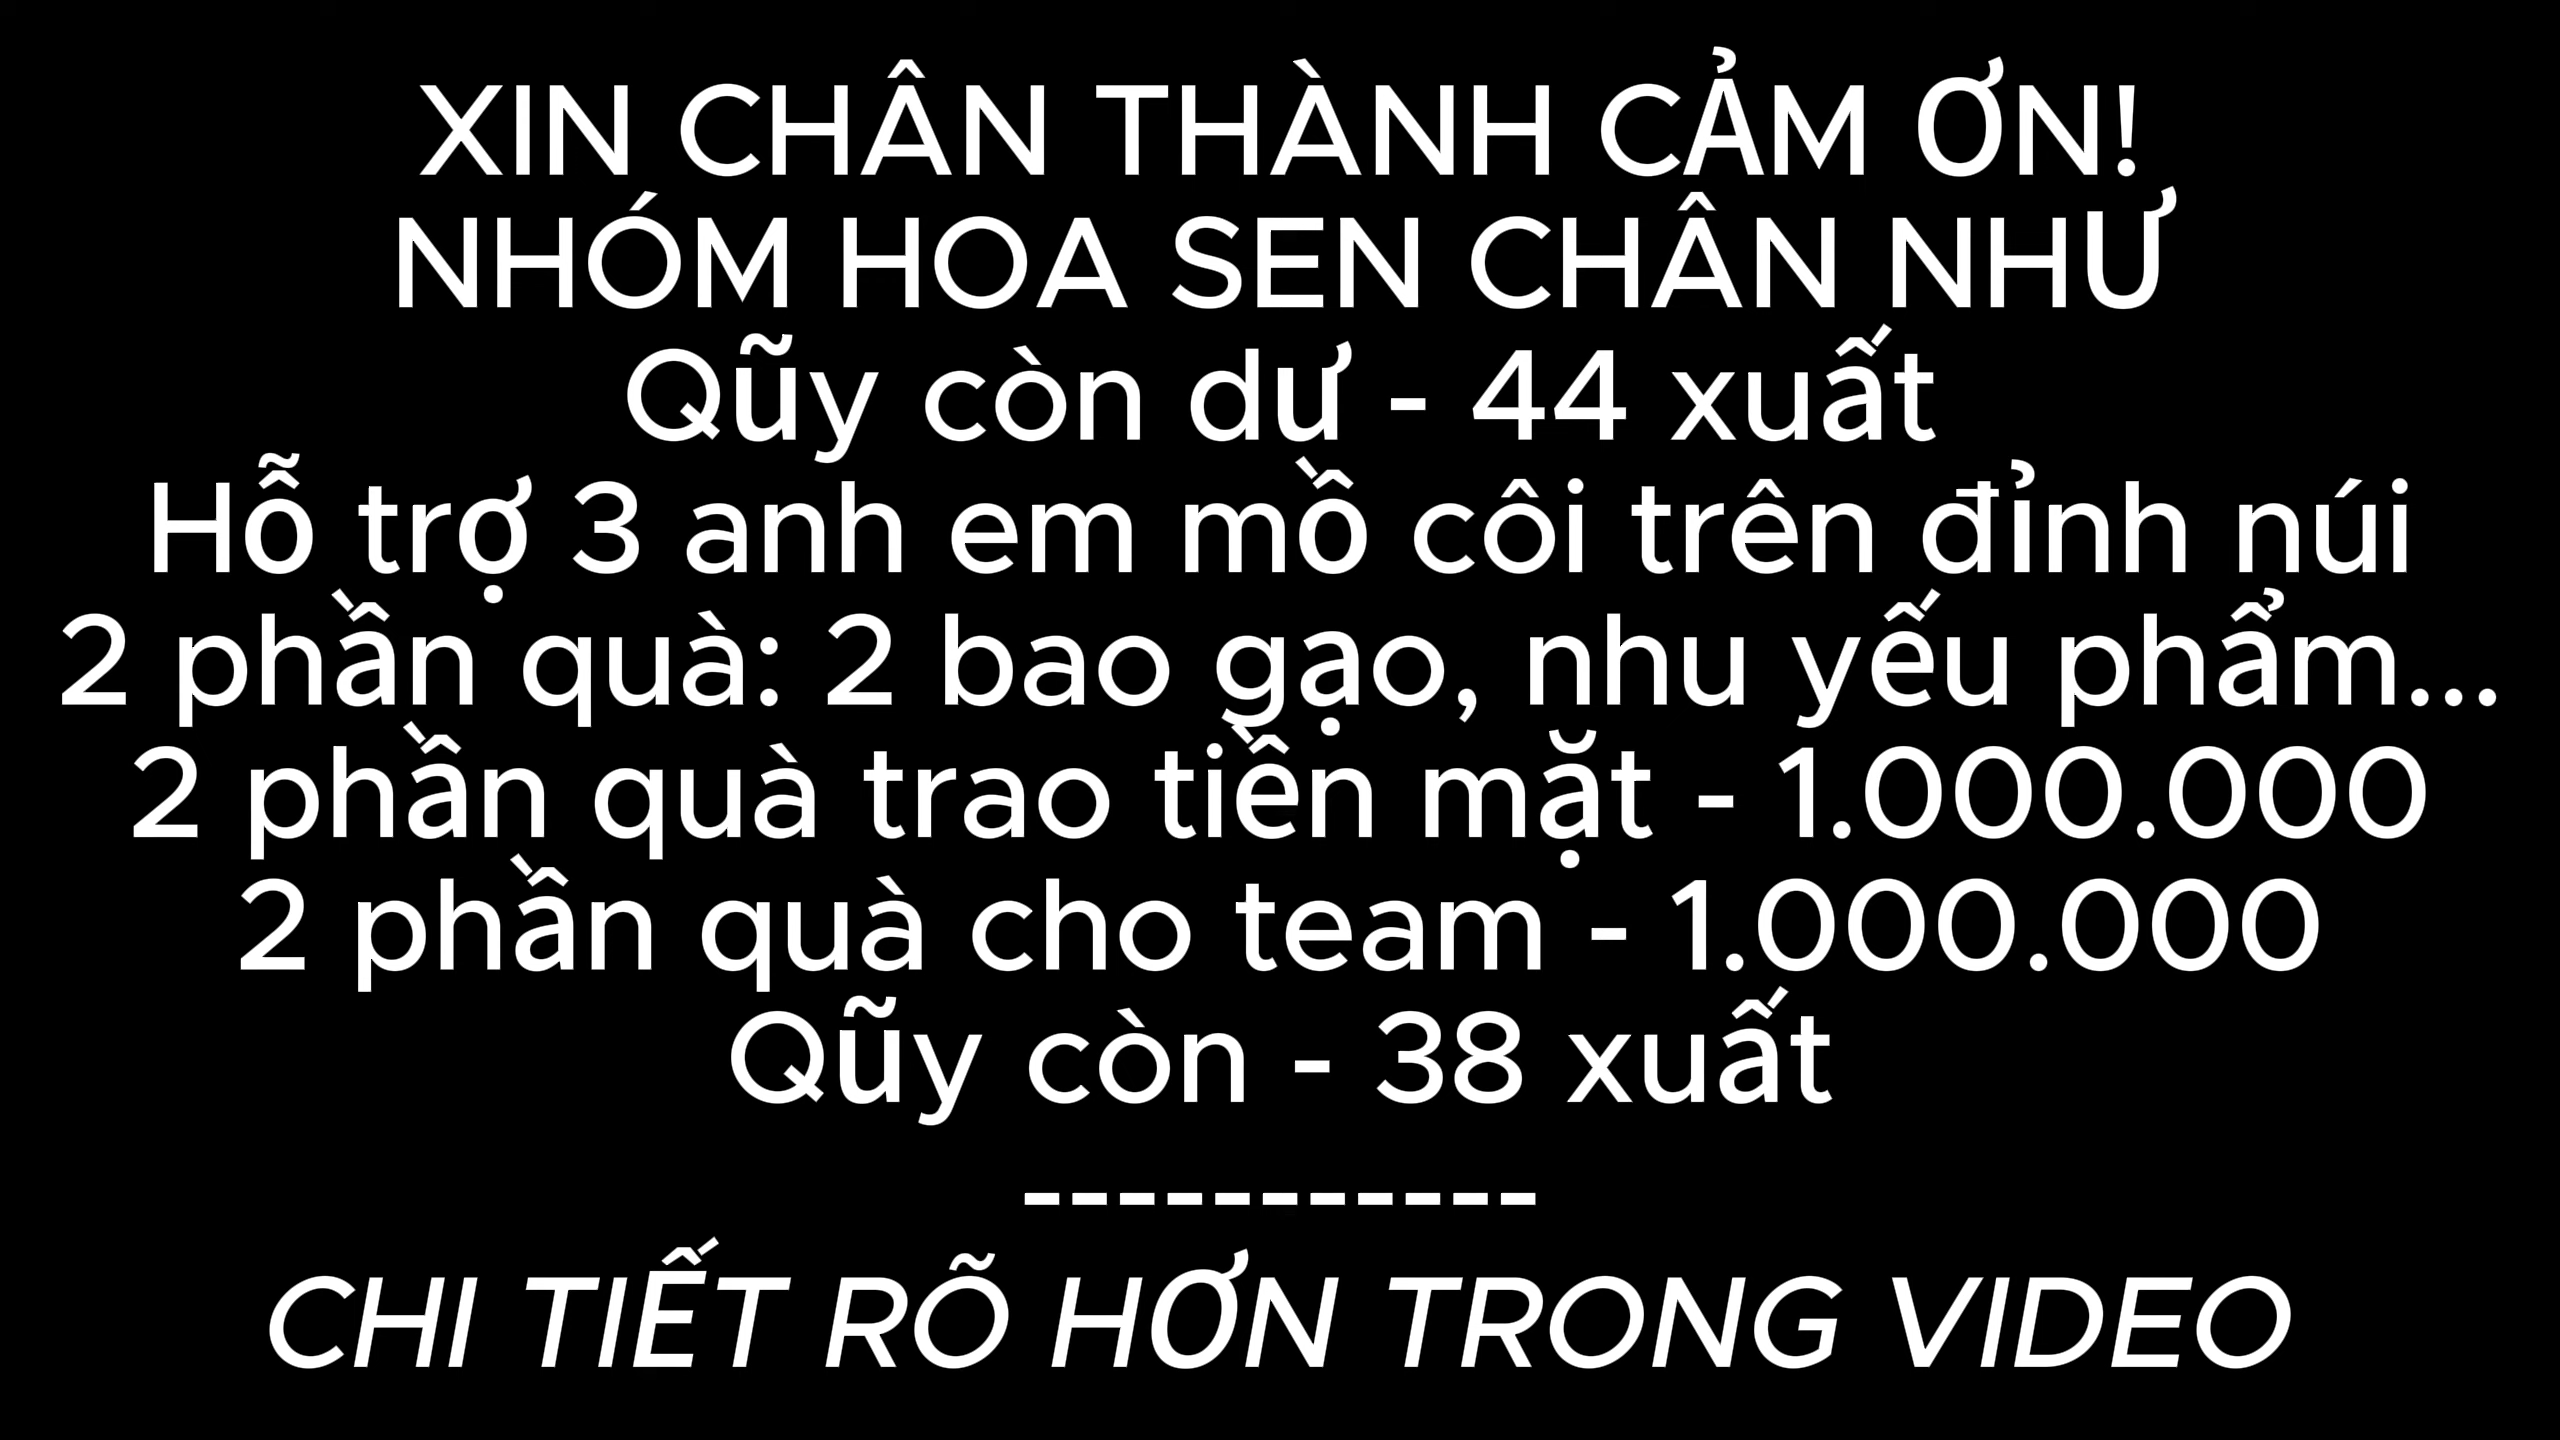 XIN CHÂN THÀNH CẢM ƠN!
NHÓM HOA SEN CHÂN NHƯ
Qũy còn dư - 44 xuất
Hỗ trợ 3 anh em mồ côi trên đỉnh núi
2 phần quà: 2 bao gạo, nhu yếu phẩm...
2 phần quà trao tiền mặt - 1.000.000
2 phần quà cho team - 1.000.000
Qũy còn - 38 xuất
-----------
CHI TIẾT RÕ HƠN TRONG VIDEO